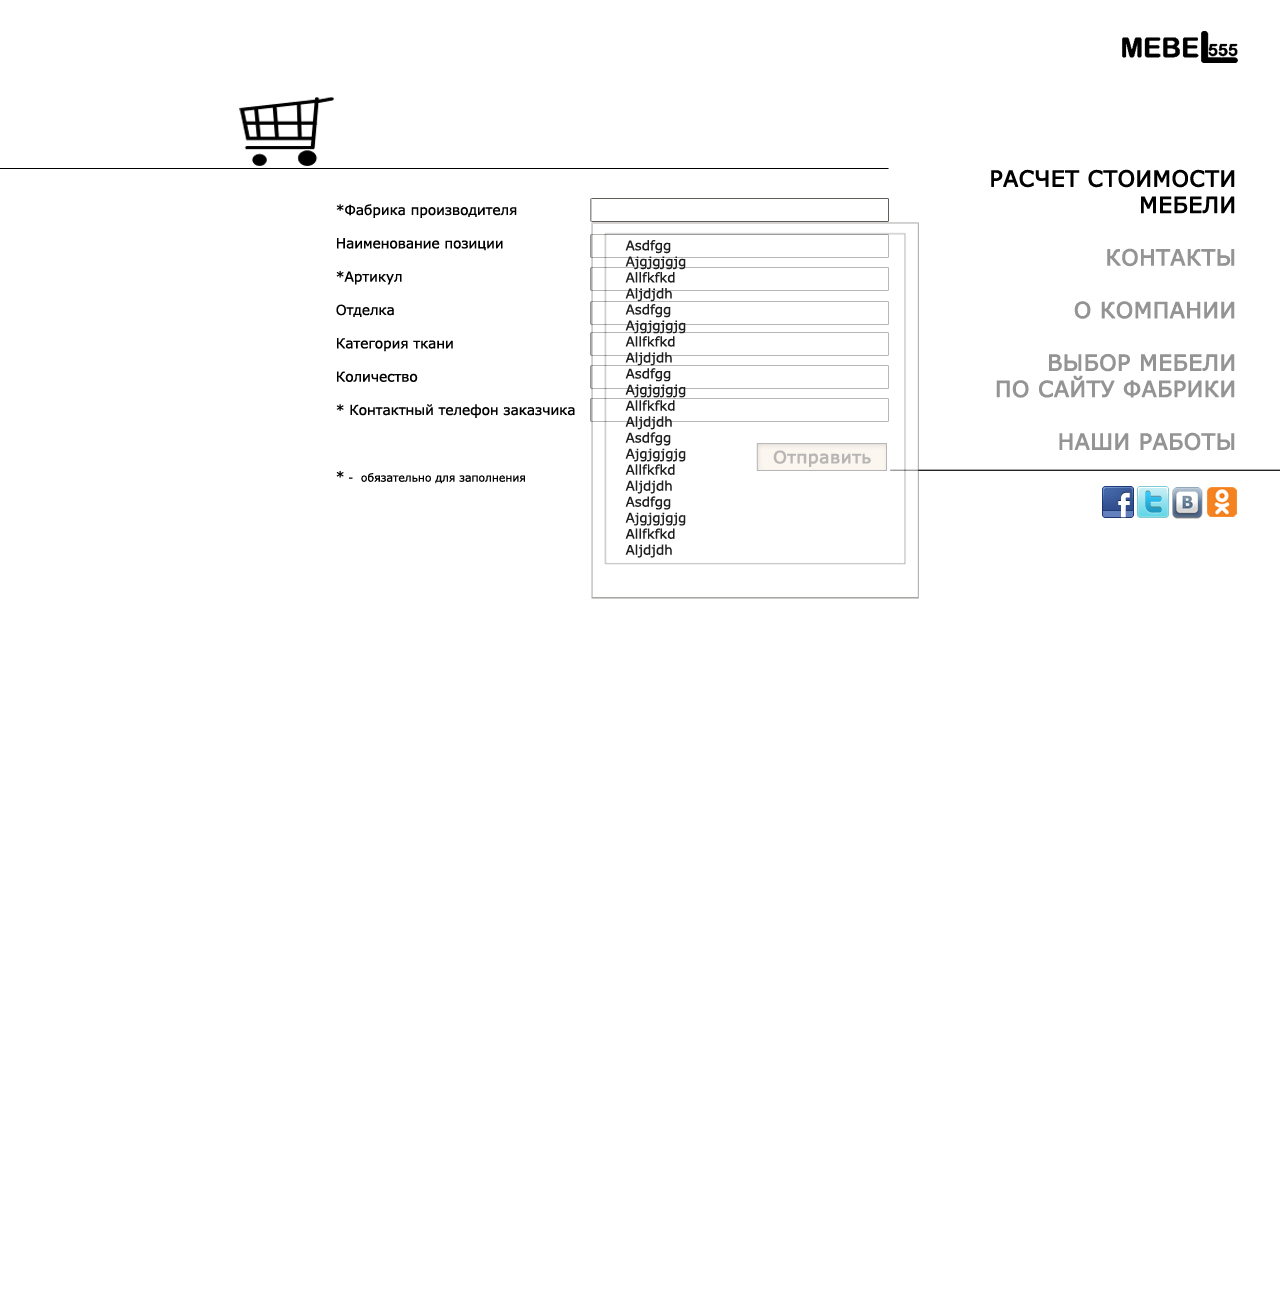 MEBEL 555
РАСЧЕТ СТОИМОСТИ
МЕБЕЛИ
КОНТАКТЫ
О КОМПАНИИ
ВЫБОР МЕБЕЛИ
ПО САЙТУ ФАБРИКИ
НАШИ РАБОТЫ
*Фабрика производителя
Наименование позиции
*Артикул
Отделка
Категория ткани
Количество
* Контактный телефон заказчика
* - обязательно для заполнения
Asdfgg
Ajgjgjgjg
Allfkfkd
Aljdjdh
Asdfgg
Ajgjgjgjg
Allfkfkd
Aljdjdh
Asdfgg
Ajgjgjgjg
Allfkfkd
Aljdjdh
Asdfgg
Ajgjgjgjg
Allfkfkd
Aljdjdh
Asdfgg
Ajgjgjgjg
Allfkfkd
Aljdjdh
Отправить
f
t
B